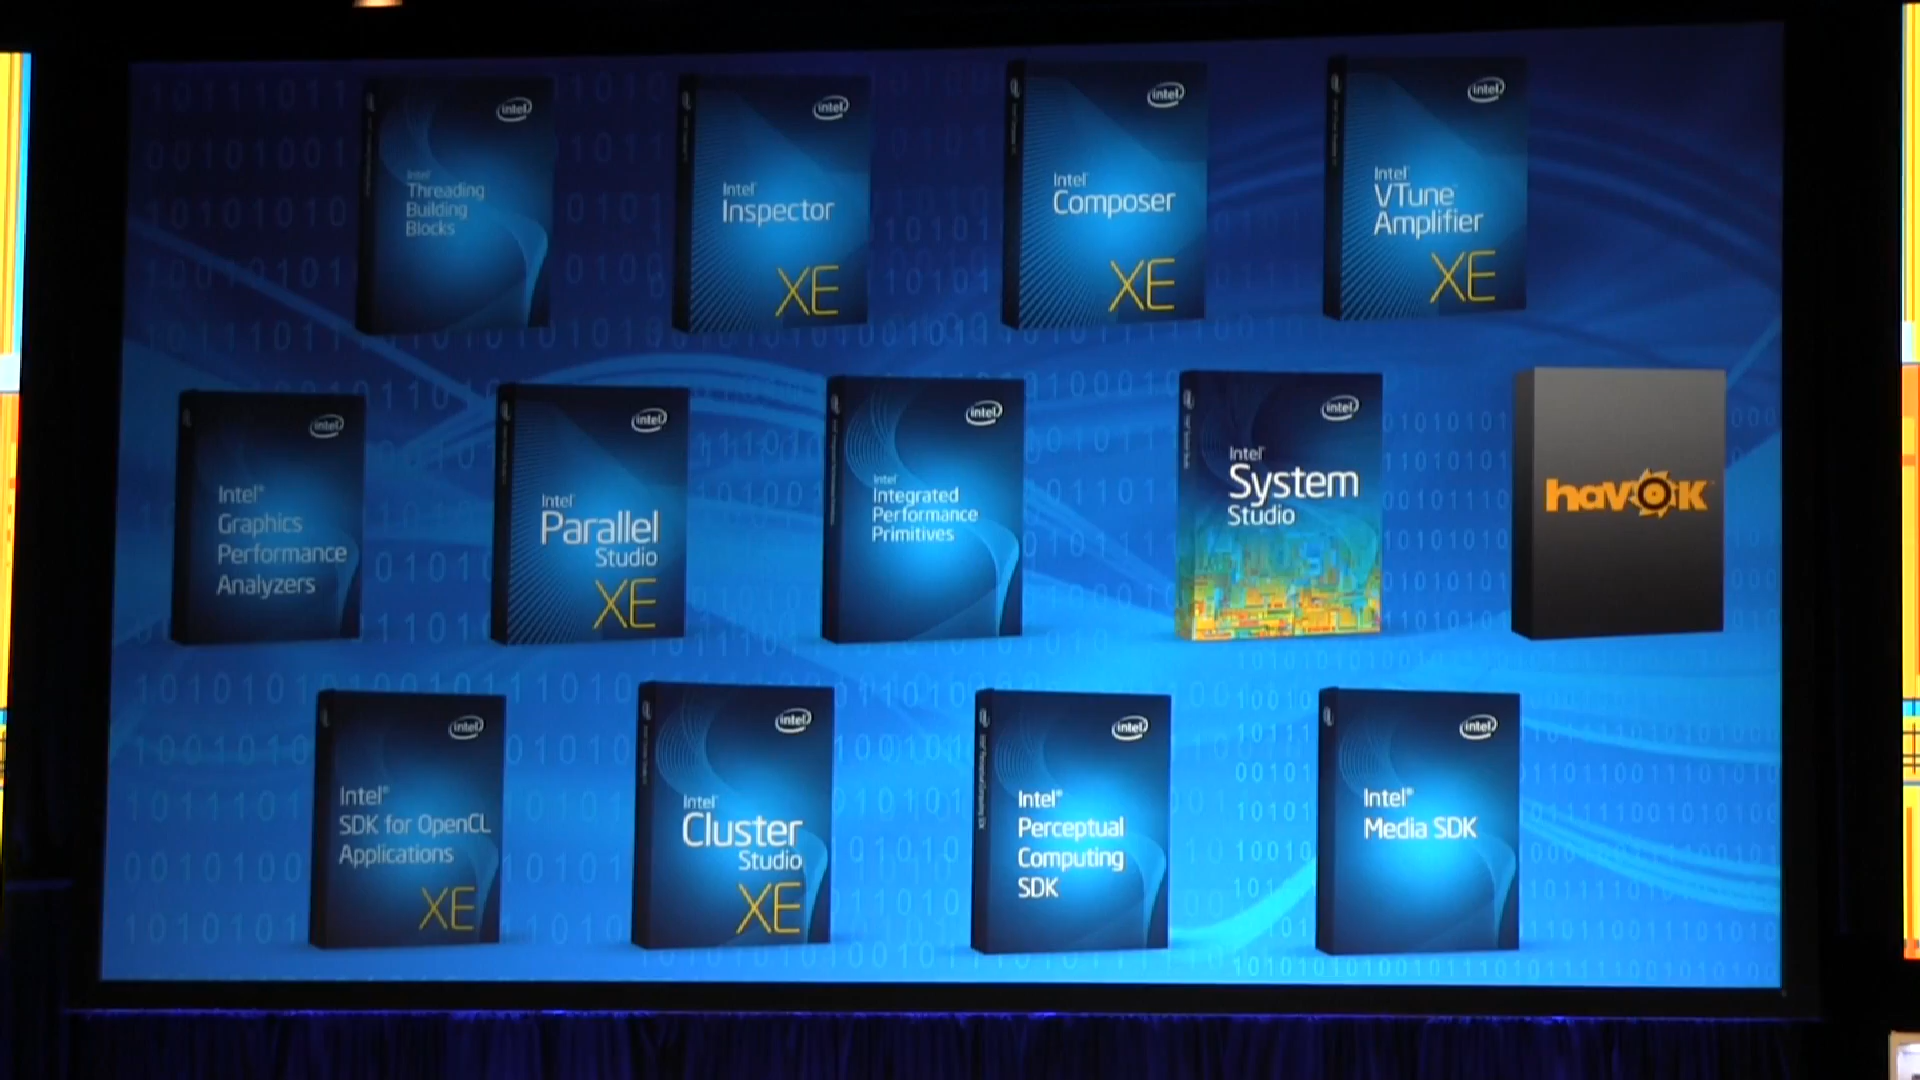 intel
Intel
Threading
Building
Blocks
intel
Intel
Inspector
XE
intel
Intel
Composer
XE
intel
Intel
VTune
Amplifier
XE
intel
Intel®
Graphics
Performance
Analyzers
intel
Intel
Parallel
Studio
XE
intel
Intel
Integrated
Performance
Primitives
intel
Intel
System
Studio
havok
intel
Intel®
SDK for OpenCL
Applications
XE
intel
Intel
Cluster
Studio
XE
intel
Intel®
Perceptual
Computing
SDK
intel
Intel®
Media SDK